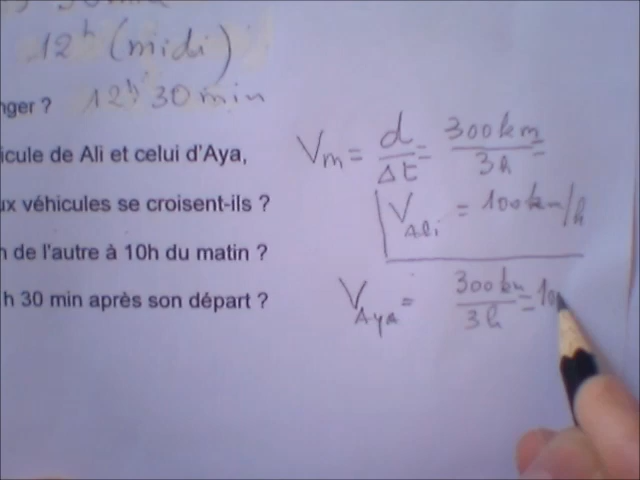 30min
12h (midi)
nger ? 12h 30 min
icule de Ali et celui d'Aya,
ux véhicules se croisent-ils ?
n de l'autre à 10h du matin ?
h 30 min après son départ ?
Vm = d/Δt = 300km/3h =
VAli = 100km/h
VAya = 300km/3h = 10